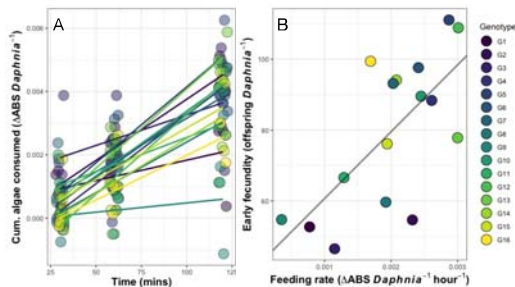 A
Cum. algae consumed (ΔABS Daphnia⁻¹)
0.006
0.004
0.002
0.000
25
50
75
100
125
Time (mins)
B
Early fecundity (offspring Daphnia⁻¹)
100
80
60
0.001
0.002
0.003
Feeding rate (ΔABS Daphnia⁻¹ hour⁻¹)
Genotype
G1
G2
G3
G4
G5
G6
G7
G8
G9
G10
G11
G12
G13
G14
G15
G16